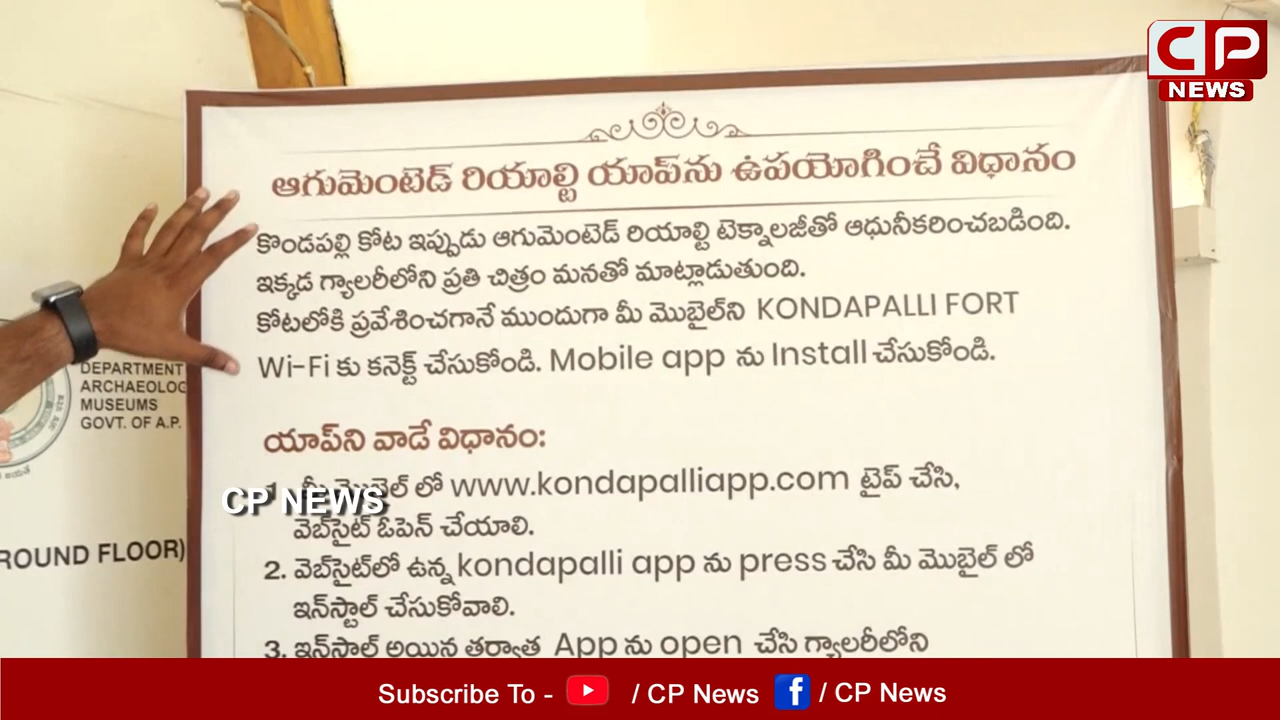 CP
NEWS
ఆగుమెంటెడ్ రియాల్టి యాప్‌ను ఉపయోగించే విధానం
కొండపల్లి కోట ఇప్పుడు ఆగుమెంటెడ్ రియాల్టి టెక్నాలజీతో ఆధునీకరించబడింది.
ఇక్కడ గ్యాలరీలోని ప్రతి చిత్రం మనతో మాట్లాడుతుంది.
కోటలోకి ప్రవేశించగానే ముందుగా మీ మొబైల్‌ని KONDAPALLI FORT
Wi-Fi కు కనెక్ట్ చేసుకోండి. Mobile app ను Install చేసుకోండి.
DEPARTMENT
ARCHAEOLOG
MUSEUMS
GOVT. OF A.P.
యాప్‌ని వాడే విధానం:
1. మీ మొబైల్ లో www.kondapalliapp.com టైప్ చేసి,
CP NEWS
వెబ్‌సైట్ ఓపెన్ చేయాలి.
ROUND FLOOR)
2. వెబ్‌సైట్‌లో ఉన్న kondapalli app ను press చేసి మీ మొబైల్ లో
ఇన్‌స్టాల్ చేసుకోవాలి.
3. ఇన్‌స్టాల్ అయిన తర్వాత App ను open చేసి గ్యాలరీలోని
Subscribe To - / CP News f / CP News